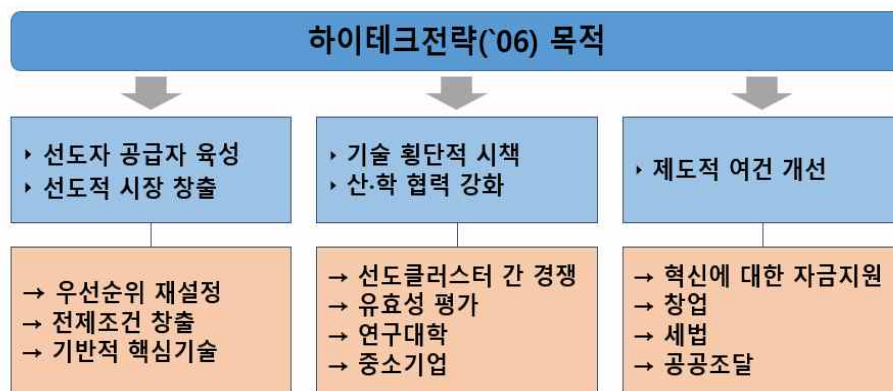 하이테크전략(`06) 목적
‣ 선도자 공급자 육성
‣ 선도적 시장 창출
‣ 기술 횡단적 시책
‣ 산·학 협력 강화
‣ 제도적 여건 개선
→ 우선순위 재설정
→ 전제조건 창출
→ 기반적 핵심기술
→ 선도클러스터 간 경쟁
→ 유효성 평가
→ 연구대학
→ 중소기업
→ 혁신에 대한 자금지원
→ 창업
→ 세법
→ 공공조달